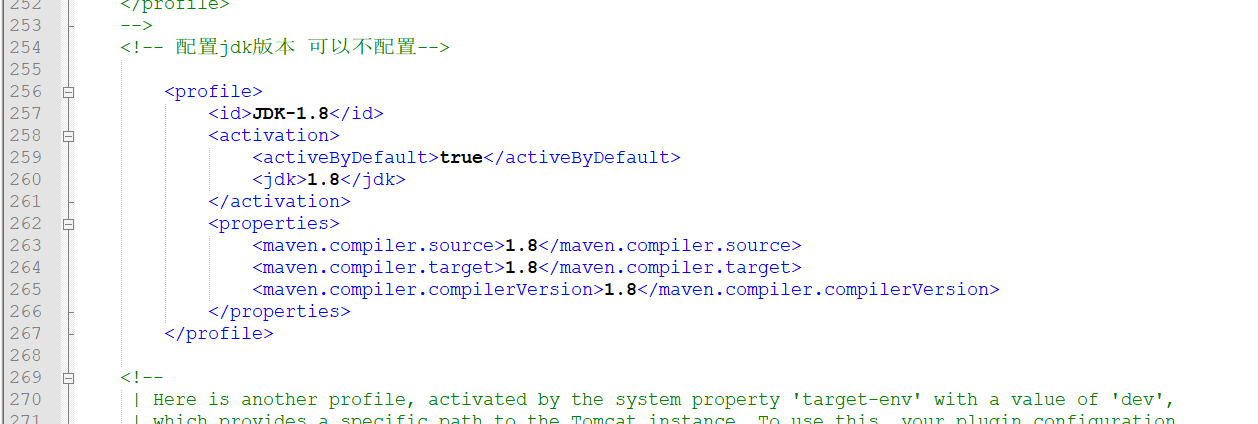 252 </profile>
253 -->
254 <!-- 配置jdk版本 可以不配置-->
255
256 <profile>
257 <id>JDK-1.8</id>
258 <activation>
259 <activeByDefault>true</activeByDefault>
260 <jdk>1.8</jdk>
261 </activation>
262 <properties>
263 <maven.compiler.source>1.8</maven.compiler.source>
264 <maven.compiler.target>1.8</maven.compiler.target>
265 <maven.compiler.compilerVersion>1.8</maven.compiler.compilerVersion>
266 </properties>
267 </profile>
268
269 <!--
270 | Here is another profile, activated by the system property 'target-env' with a value of 'dev',
271 | which provides a specific path to the Tomcat instance. To use this, your plugin configuration